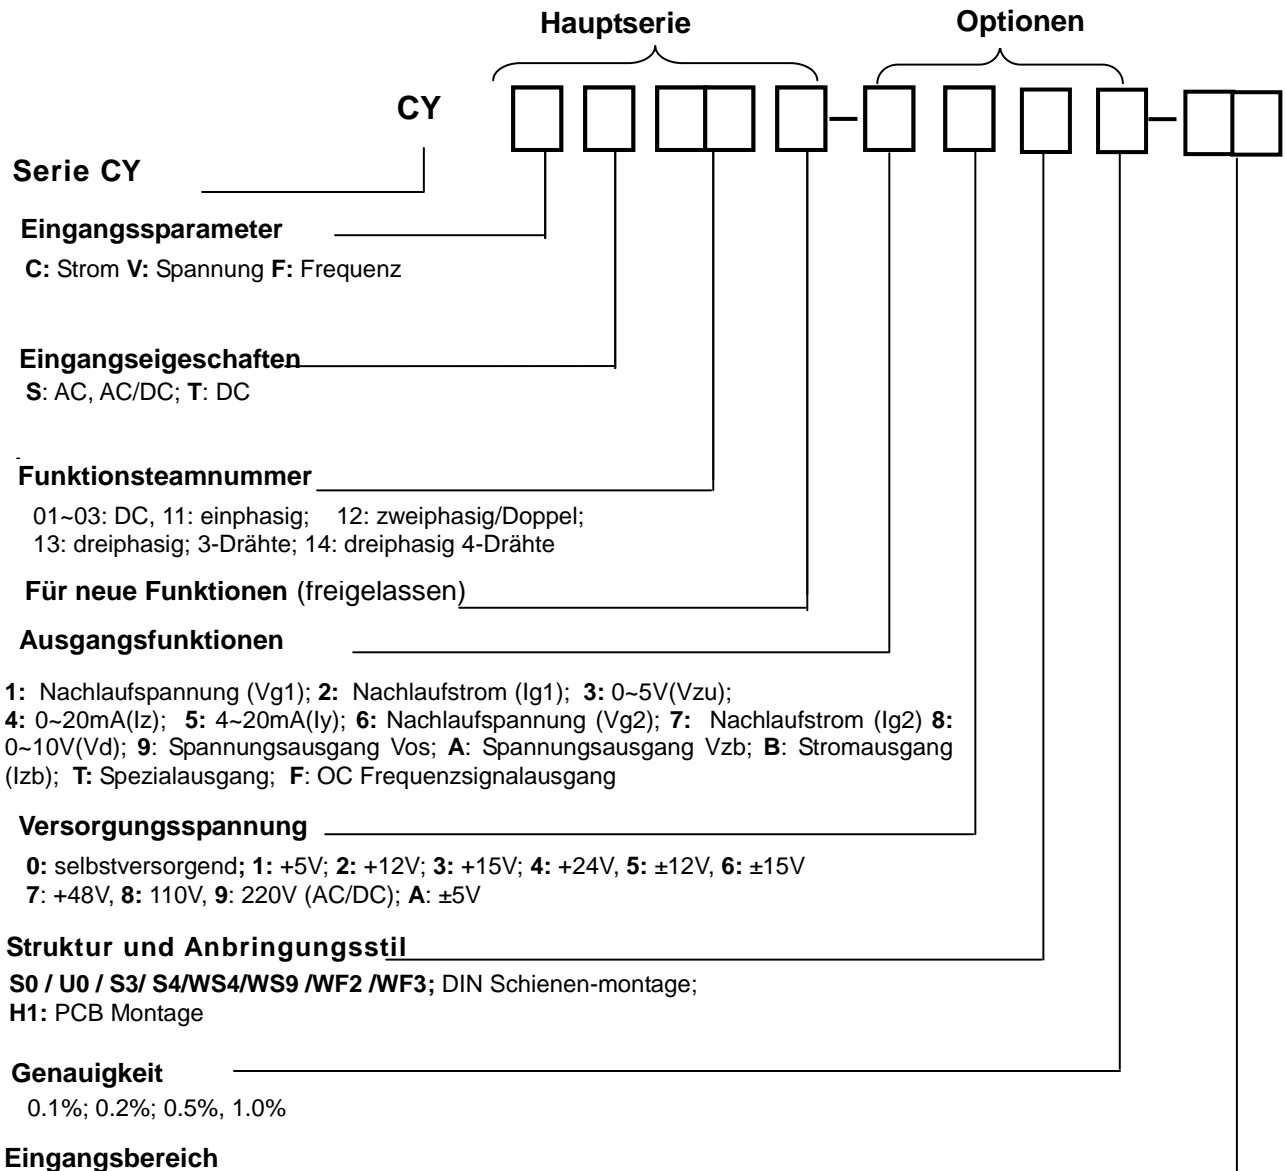 Hauptserie
Optionen
CY
Serie CY
Eingangssparameter
C: Strom V: Spannung F: Frequenz
Eingangseigeschaften
S: AC, AC/DC; T: DC
Funktionsteamnummer
01~03: DC, 11: einphasig; 12: zweiphasig/Doppel;
13: dreiphasig; 3-Drähte; 14: dreiphasig 4-Drähte
Für neue Funktionen (freigelassen)
Ausgangsfunktionen
1: Nachlaufspannung (Vg1); 2: Nachlaufstrom (Ig1); 3: 0~5V(Vzu);
4: 0~20mA(Iz); 5: 4~20mA(Iy); 6: Nachlaufspannung (Vg2); 7: Nachlaufstrom (Ig2) 8:
0~10V(Vd); 9: Spannungsausgang Vos; A: Spannungsausgang Vzb; B: Stromausgang
(Izb); T: Spezialausgang; F: OC Frequenzsignalausgang
Versorgungsspannung
0: selbstversorgend; 1: +5V; 2: +12V; 3: +15V; 4: +24V, 5: ±12V, 6: ±15V
7: +48V, 8: 110V, 9: 220V (AC/DC); A: ±5V
Struktur und Anbringungsstil
S0 / U0 / S3/ S4/WS4/WS9 /WF2 /WF3; DIN Schienen-montage;
H1: PCB Montage
Genauigkeit
0.1%; 0.2%; 0.5%, 1.0%
Eingangsbereich